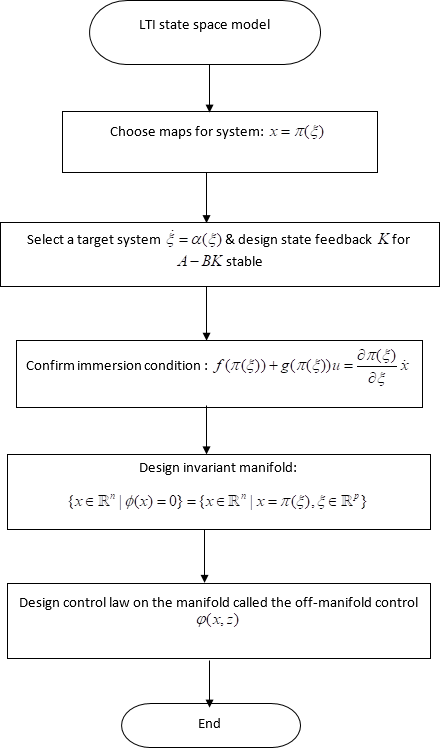 LTI state space model
Choose maps for system: x = π(ξ)
Select a target system ξ̇ = α(ξ) & design state feedback K for
A − BK stable
Confirm immersion condition : f(π(ξ)) + g(π(ξ))u = ∂π(ξ)/∂ξ ẋ
Design invariant manifold:
{x ∈ ℝⁿ | ϕ(x) = 0} = {x ∈ ℝⁿ | x = π(ξ), ξ ∈ ℝᵖ}
Design control law on the manifold called the off-manifold control
φ(x, z)
End